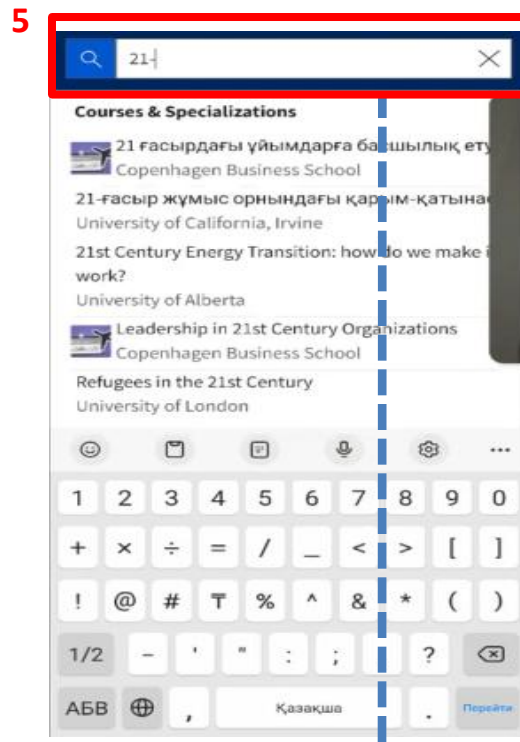 5
21-
Courses & Specializations
21 ғасырдағы ұйымдарға басшылық ету
Copenhagen Business School
21-ғасыр жұмыс орнындағы қарым-қатынас
University of California, Irvine
21st Century Energy Transition: how do we make i
work?
University of Alberta
Leadership in 21st Century Organizations
Copenhagen Business School
Refugees in the 21st Century
University of London
1 2 3 4 5 6 7 8 9 0
+ × ÷ = / _ < > [ ]
! @ # ₸ % ^ & * ( )
1/2 - ' " : ; ?
АБВ , Қазақша . Перейти